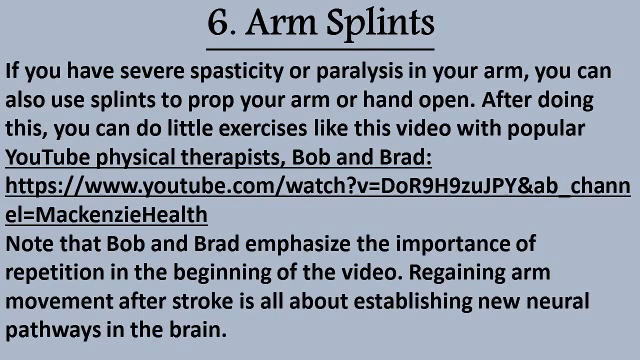 6. Arm Splints
If you have severe spasticity or paralysis in your arm, you can
also use splints to prop your arm or hand open. After doing
this, you can do little exercises like this video with popular
YouTube physical therapists, Bob and Brad:
https://www.youtube.com/watch?v=DoR9H9zuJPY&ab_chann
el=MackenzieHealth
Note that Bob and Brad emphasize the importance of
repetition in the beginning of the video. Regaining arm
movement after stroke is all about establishing new neural
pathways in the brain.